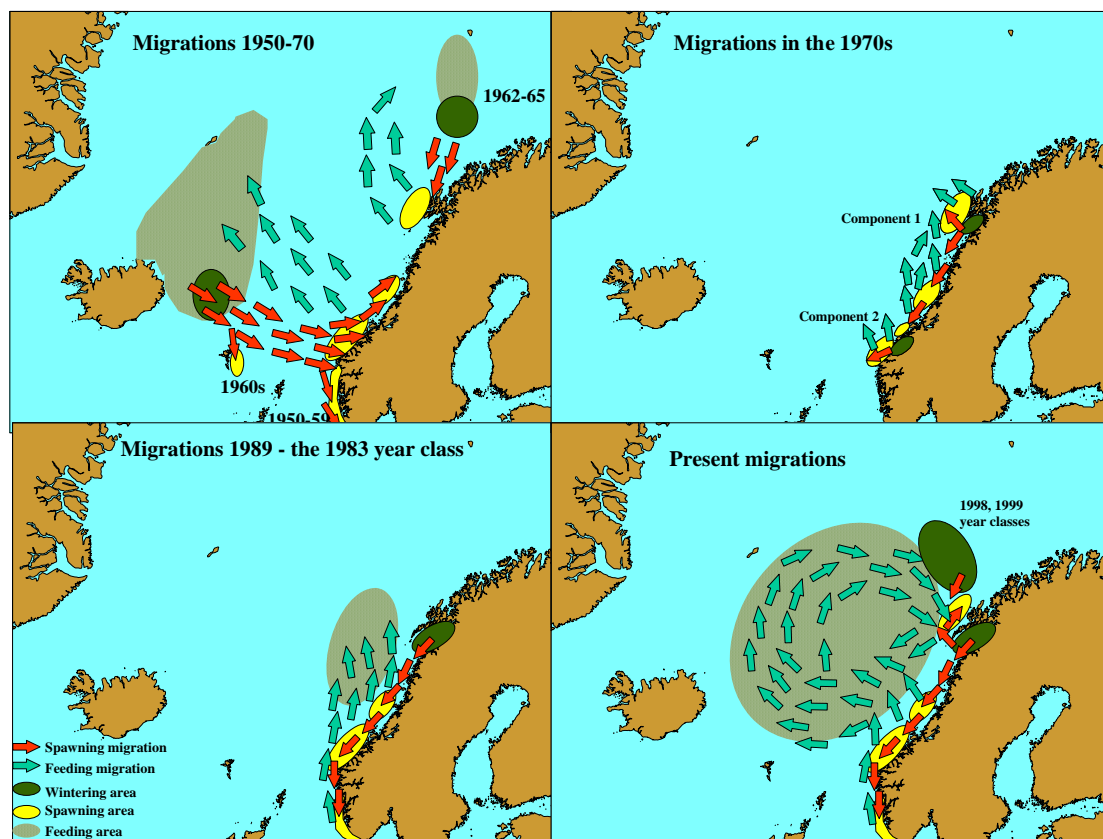 Migrations 1950-70
1962-65
1960s
1950-59
Migrations in the 1970s
Component 1
Component 2
Migrations 1989 - the 1983 year class
Spawning migration
Feeding migration
Wintering area
Spawning area
Feeding area
Present migrations
1998, 1999
year classes